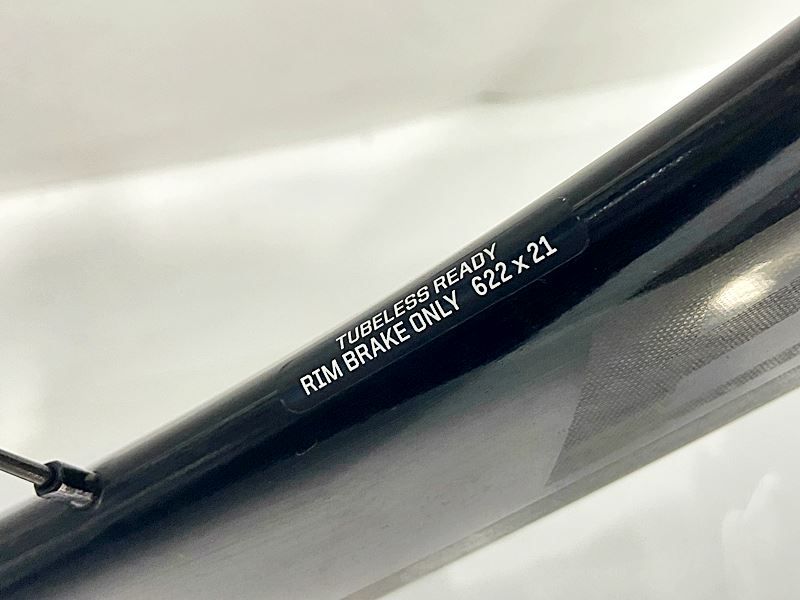 TUBELESS READY
RIM BRAKE ONLY 622 x 21